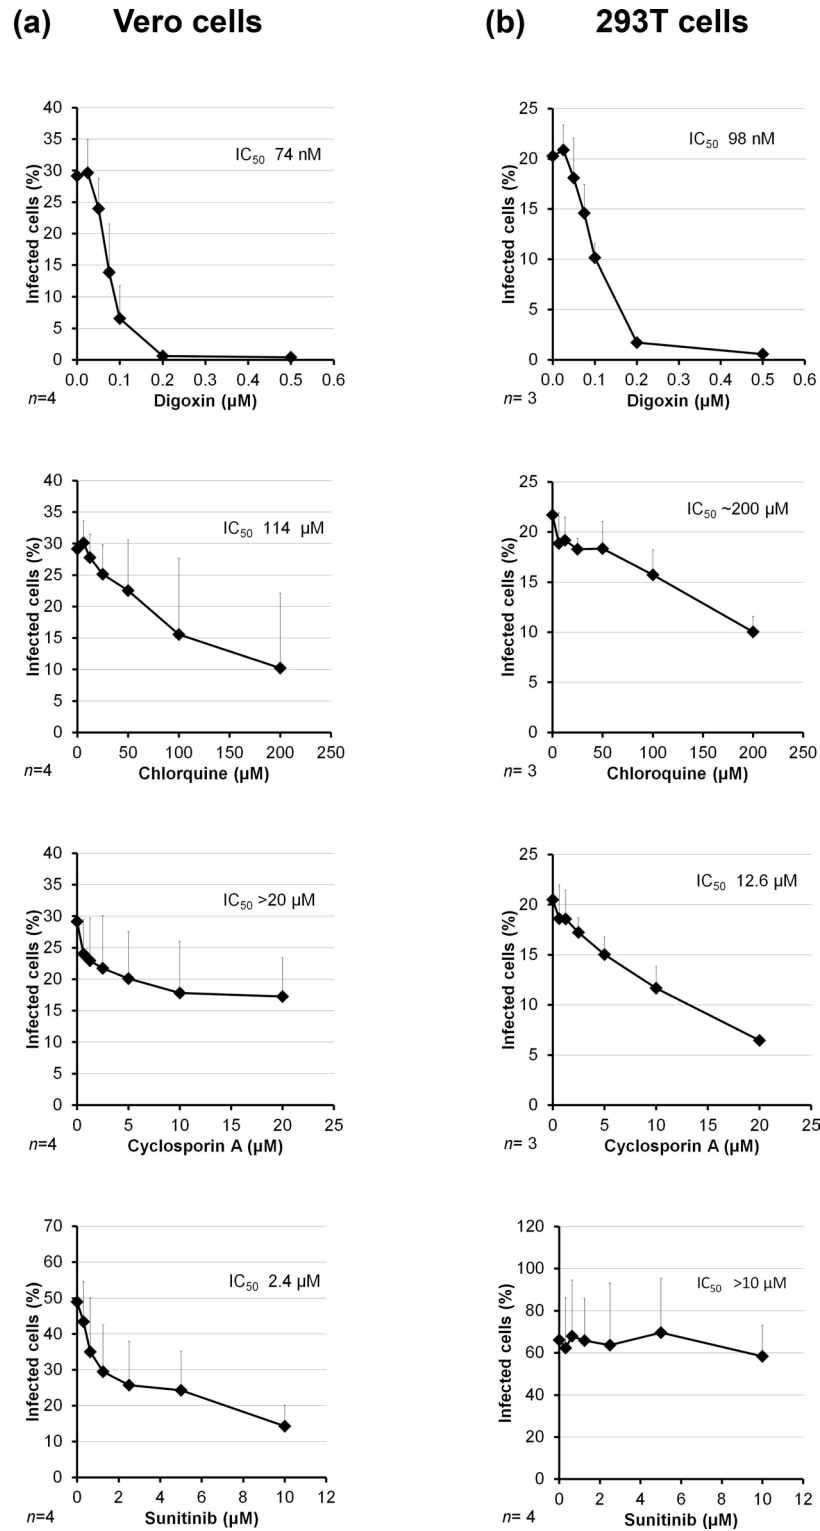 (a) Vero cells
(b) 293T cells
40
35
30
25
20
15
10
5
0
Infected cells (%)
IC50 74 nM
0.0 0.1 0.2 0.3 0.4 0.5 0.6
Digoxin (µM)
n=4
25
20
15
10
5
0
Infected cells (%)
IC50 98 nM
0.0 0.1 0.2 0.3 0.4 0.5 0.6
Digoxin (µM)
n= 3
40
35
30
25
20
15
10
5
0
Infected cells (%)
IC50 114 µM
0 50 100 150 200 250
Chlorquine (µM)
n=4
25
20
15
10
5
0
Infected cells (%)
IC50 ~200 µM
0 50 100 150 200 250
Chloroquine (µM)
n= 3
40
35
30
25
20
15
10
5
0
Infected cells (%)
IC50 >20 µM
0 5 10 15 20 25
Cyclosporin A (µM)
n=4
25
20
15
10
5
0
Infected cells (%)
IC50 12.6 µM
0 5 10 15 20 25
Cyclosporin A (µM)
n= 3
70
60
50
40
30
20
10
0
Infected cells (%)
IC50 2.4 µM
0 2 4 6 8 10 12
Sunitinib (µM)
n=4
120
100
80
60
40
20
0
Infected cells (%)
IC50 >10 µM
0 2 4 6 8 10 12
Sunitinib (µM)
n= 4